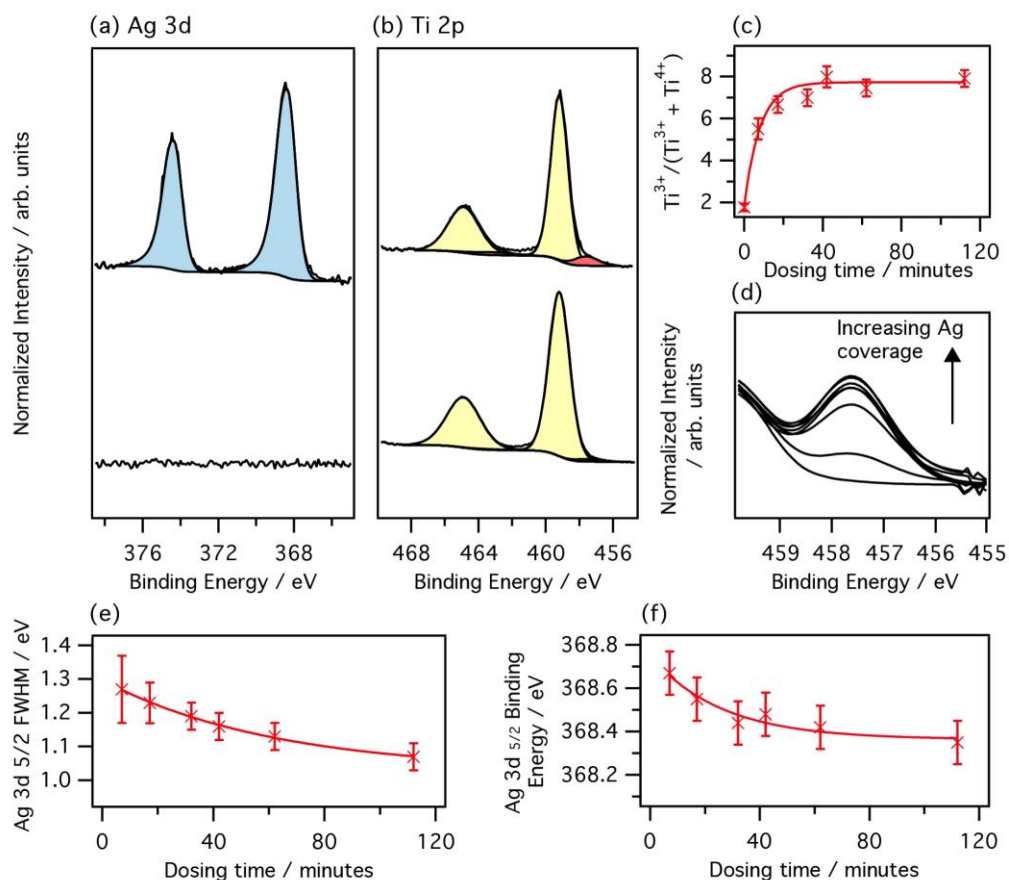 (a) Ag 3d
Normalized Intensity / arb. units
376 372 368
Binding Energy / eV
(b) Ti 2p
468 464 460 456
Binding Energy / eV
(c)
Ti³⁺/(Ti³⁺ + Ti⁴⁺)
8
6
4
2
0 40 80 120
Dosing time / minutes
(d)
Normalized Intensity
/ arb. units
Increasing Ag
coverage
459 458 457 456 455
Binding Energy / eV
(e)
Ag 3d 5/2 FWHM / eV
1.4
1.3
1.2
1.1
1.0
0 40 80 120
Dosing time / minutes
(f)
Ag 3d 5/2 Binding
Energy / eV
368.8
368.6
368.4
368.2
0 40 80 120
Dosing time / minutes